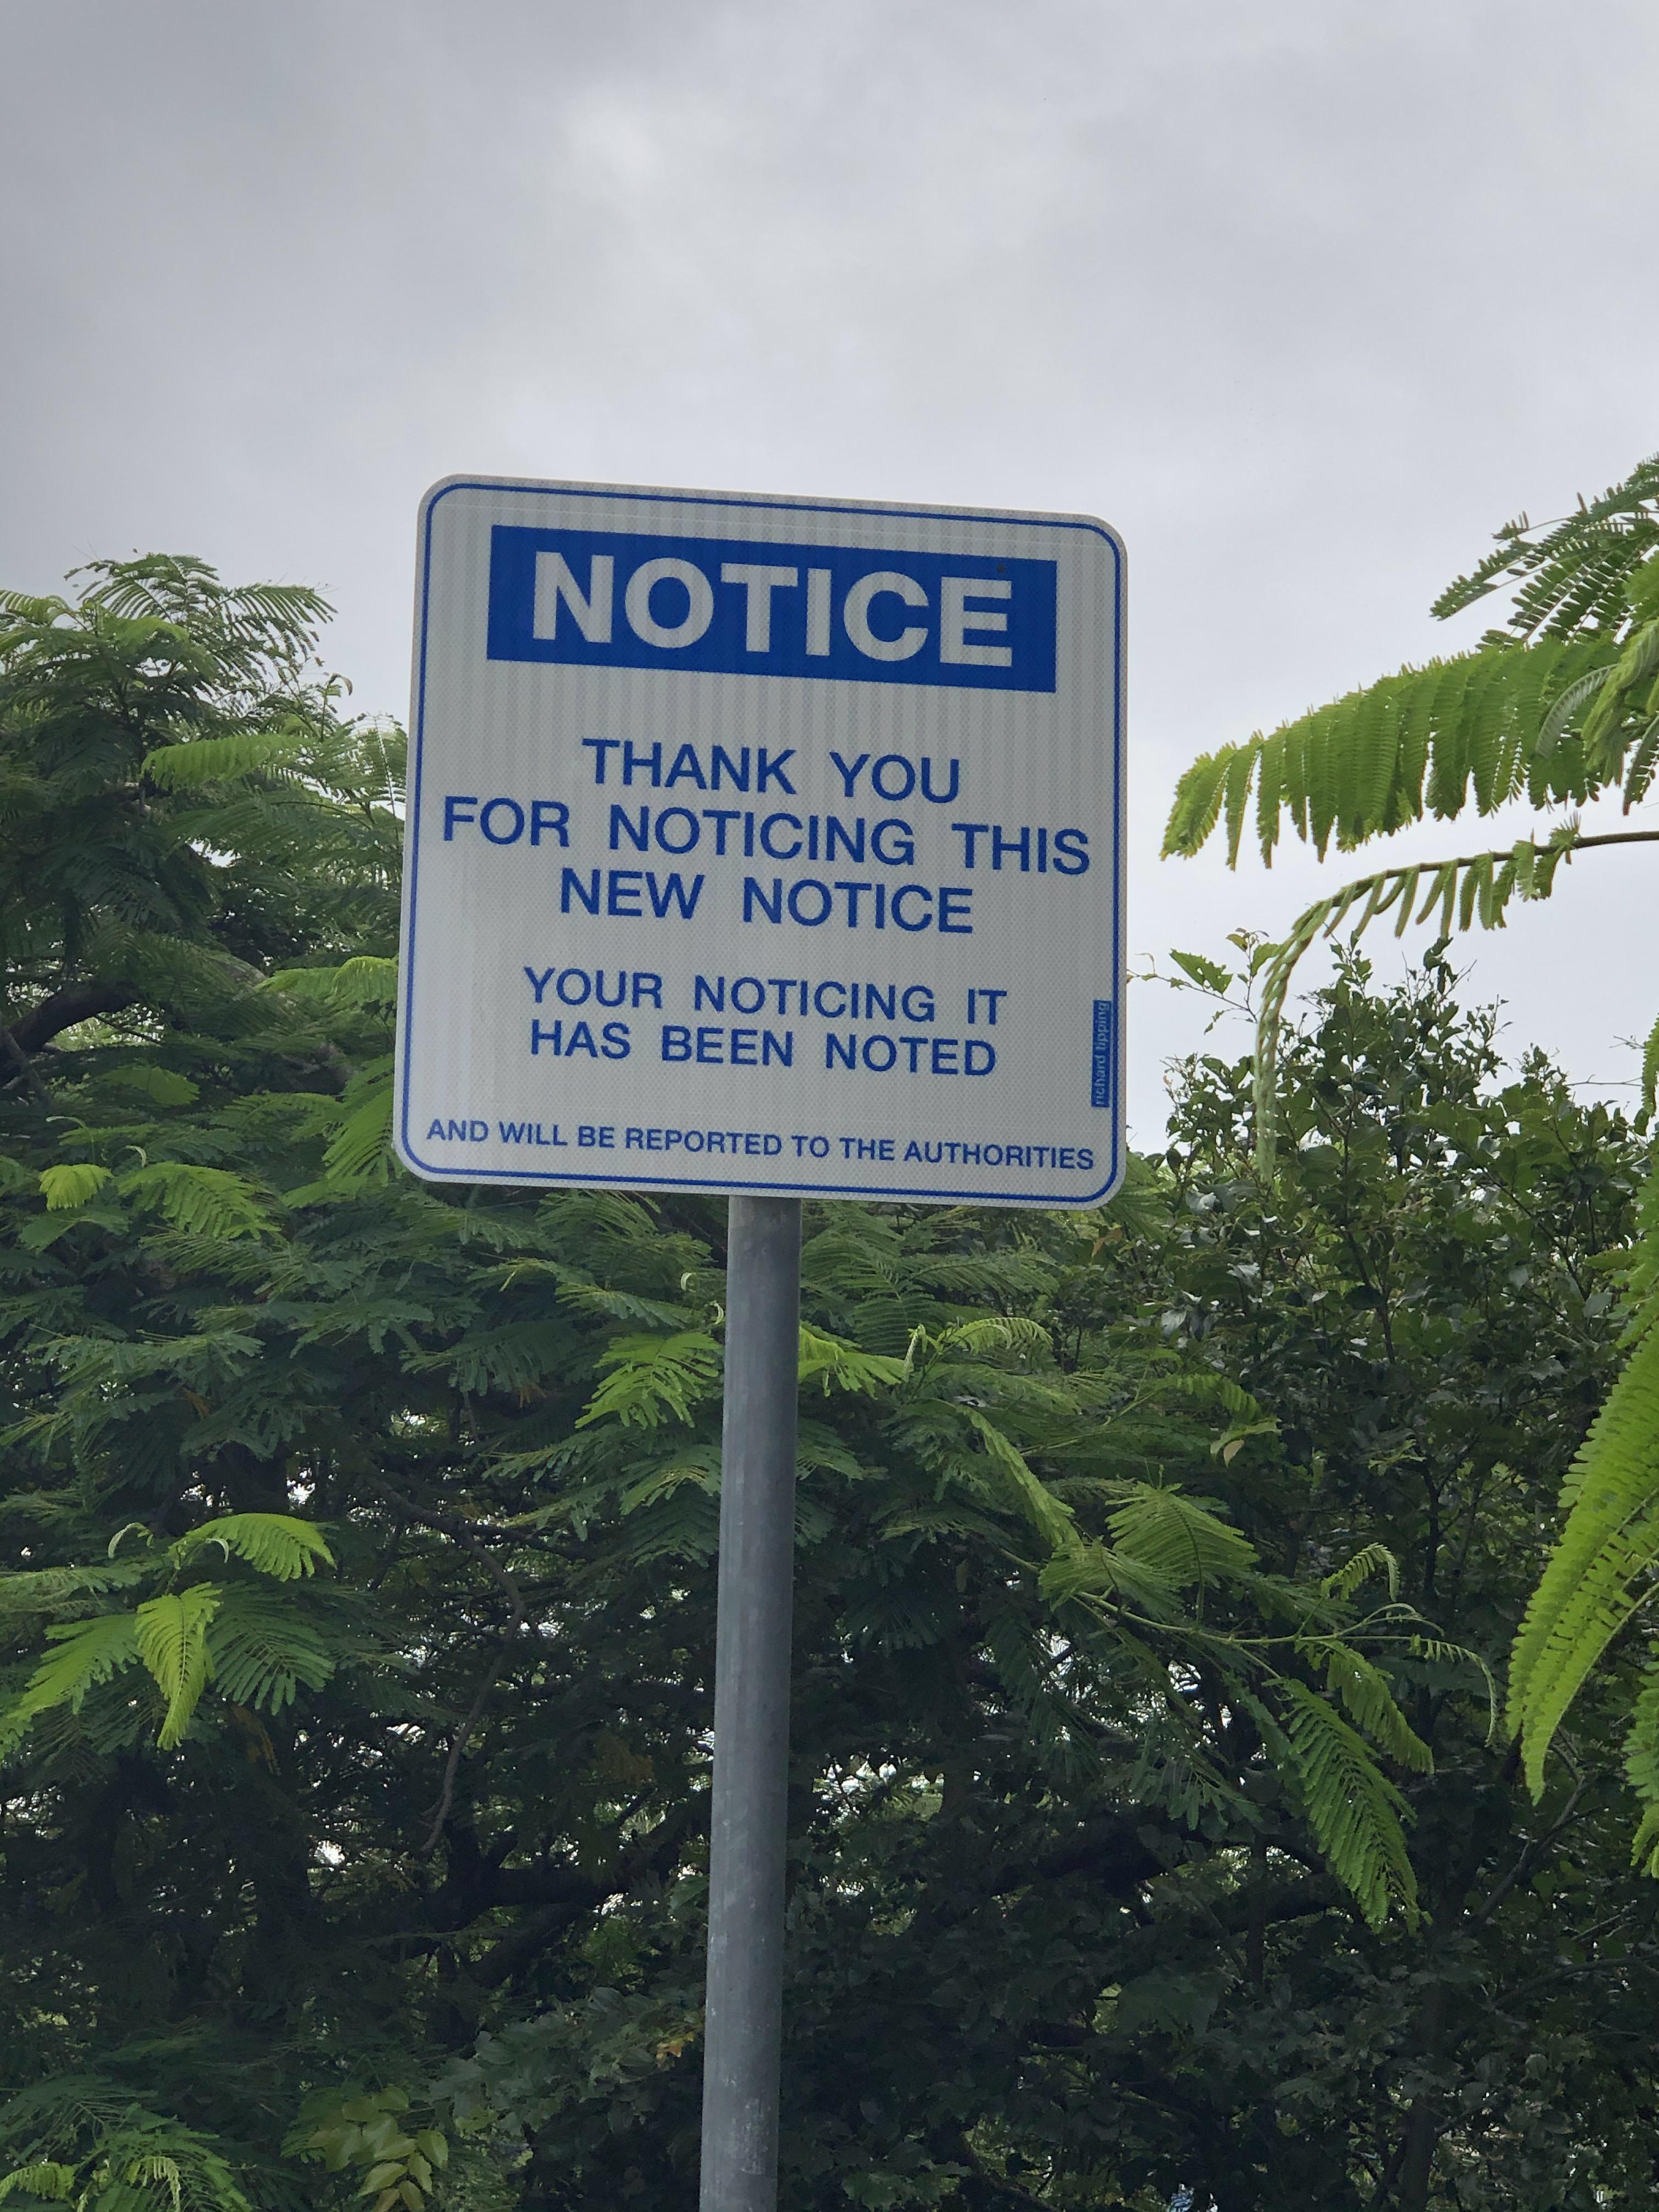 NOTICE
THANK YOU
FOR NOTICING THIS
NEW NOTICE
YOUR NOTICING IT
HAS BEEN NOTED
AND WILL BE REPORTED TO THE AUTHORITIES
richard tipping